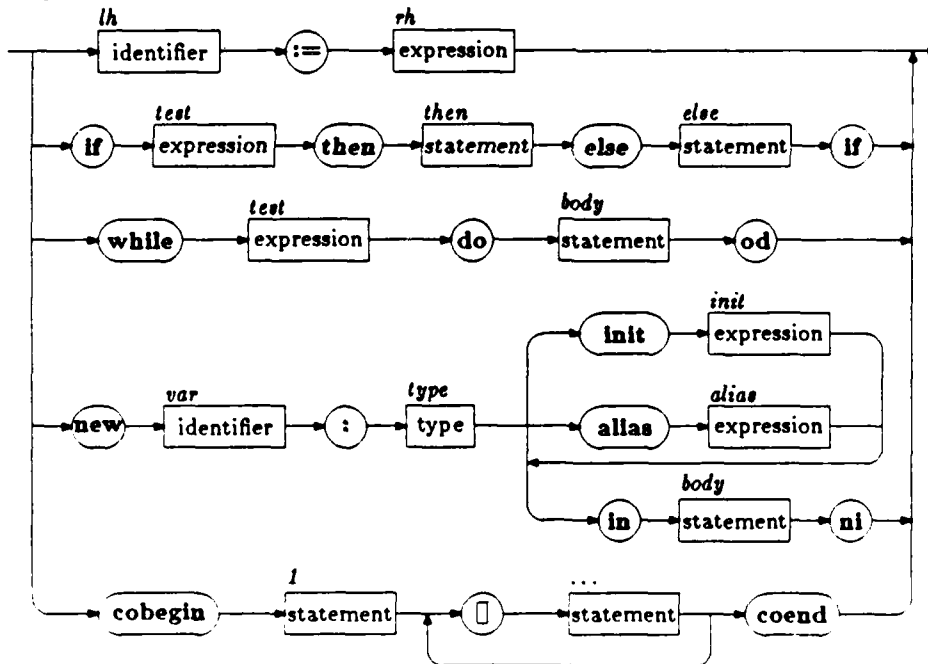 lh rh
identifier := expression
test then else
if expression then statement else statement if
test body
while expression do statement od
init
init expression
var type alias
new identifier : type alias expression
body
in statement ni
1 ...
cobegin statement ▯ statement coend